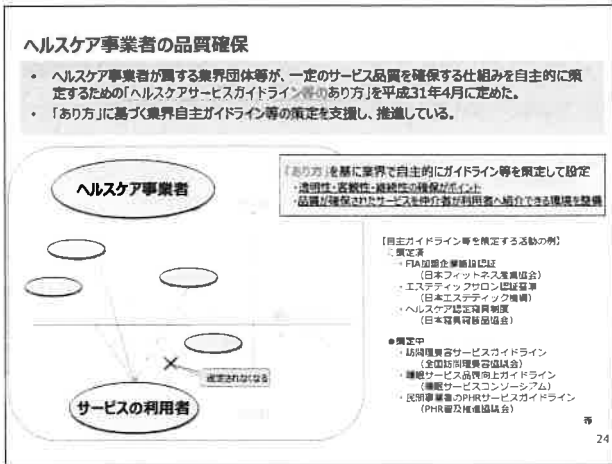 ヘルスケア事業者の品質確保
• ヘルスケア事業者が属する業界団体等が、一定のサービス品質を確保する仕組みを自主的に策
定するための「ヘルスケアサービスガイドライン等のあり方」を平成31年4月に定めた。
• 「あり方」に基づく業界自主ガイドライン等の策定を支援し、推進している。
ヘルスケア事業者
「あり方」を基に業界で自主的にガイドライン等を策定して設定
・透明性・客観性・継続性の確保がポイント
・品質が確保されたサービスを仲介者が利用者へ紹介できる環境を整備
【自主ガイドライン等を策定する活動の例】
策定済
・FIA加盟企業施設認証
(日本フィットネス産業協会)
・エステティックサロン認証基準
(日本エステティック機構)
・ヘルスケア認定寝具制度
(日本寝具寝装品協会)
●策定中
・訪問理美容サービスガイドライン
(全国訪問理美容協会)
・睡眠サービス品質向上ガイドライン
(睡眠サービスコンソーシアム)
・民間事業者のPHRサービスガイドライン
(PHR普及推進協議会)
等
選定されなくなる
サービスの利用者
24